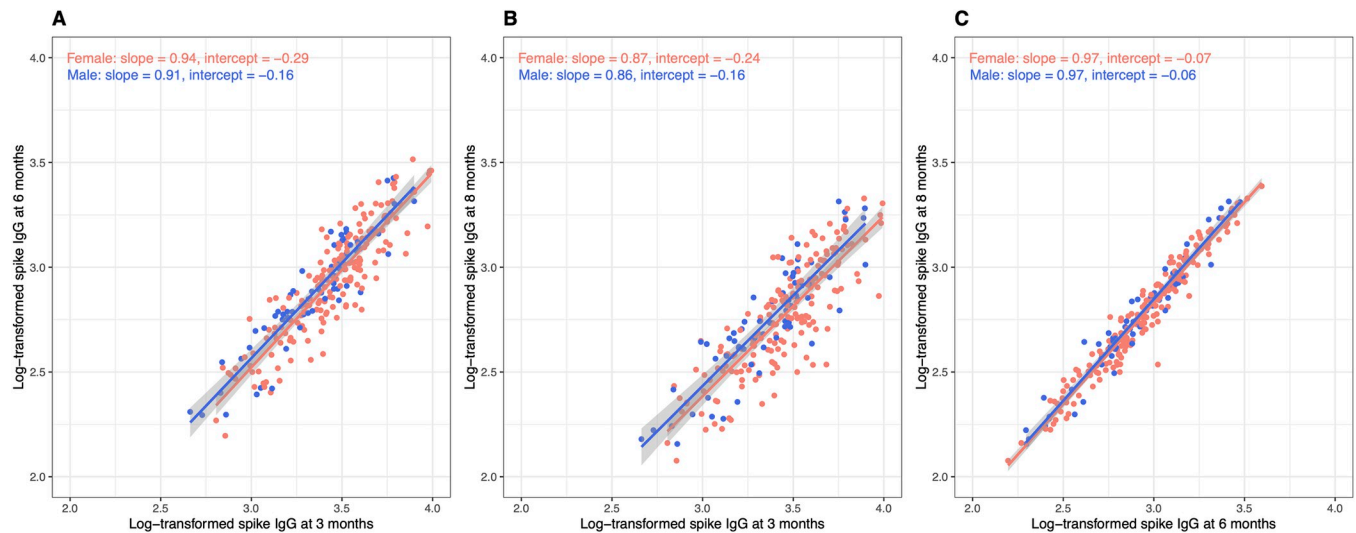 A
Female: slope = 0.94, intercept = −0.29
Male: slope = 0.91, intercept = −0.16
Log−transformed spike IgG at 6 months
4.0
3.5
3.0
2.5
2.0
2.0 2.5 3.0 3.5 4.0
Log−transformed spike IgG at 3 months
B
Female: slope = 0.87, intercept = −0.24
Male: slope = 0.86, intercept = −0.16
Log−transformed spike IgG at 8 months
4.0
3.5
3.0
2.5
2.0
2.0 2.5 3.0 3.5 4.0
Log−transformed spike IgG at 3 months
C
Female: slope = 0.97, intercept = −0.07
Male: slope = 0.97, intercept = −0.06
Log−transformed spike IgG at 8 months
4.0
3.5
3.0
2.5
2.0
2.0 2.5 3.0 3.5 4.0
Log−transformed spike IgG at 6 months